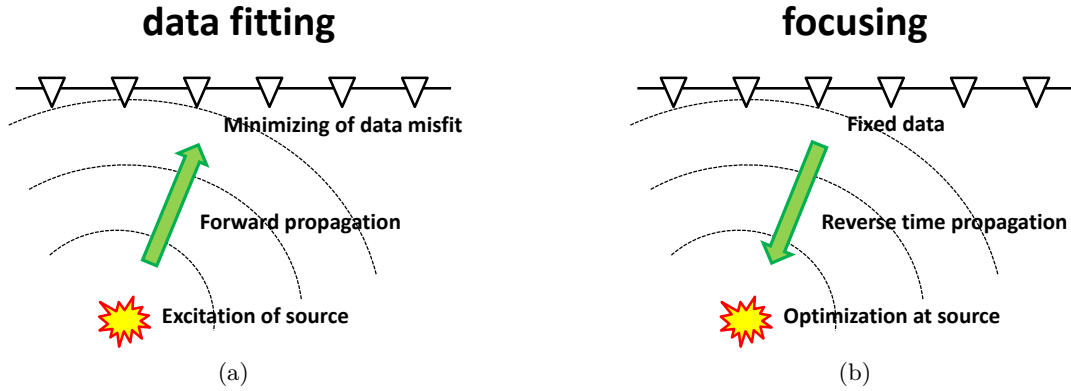 data fitting
Minimizing of data misfit
Forward propagation
Excitation of source
(a)
focusing
Fixed data
Reverse time propagation
Optimization at source
(b)